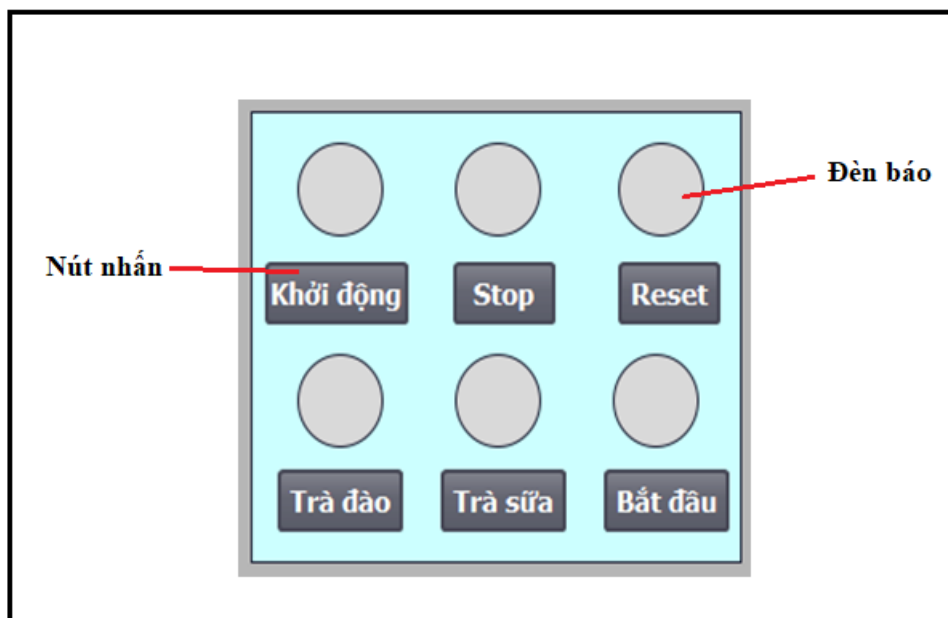 Đèn báo
Nút nhấn
Khởi động Stop Reset
Trà đào Trà sữa Bắt đầu